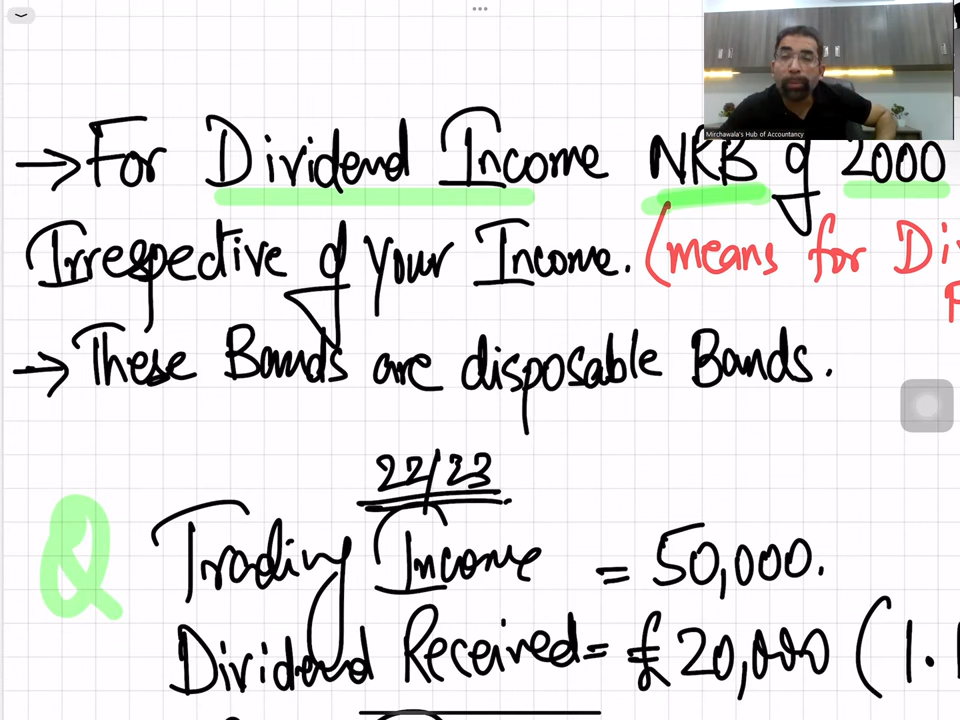 Mirchawala's Hub of Accountancy
→ For Dividend Income NRB of 2000
Irrespective of your Income. (means for Di
→ These Bands are disposable Bands.
22/23
Q Trading Income = 50,000.
Dividend Received = £20,000 (1.